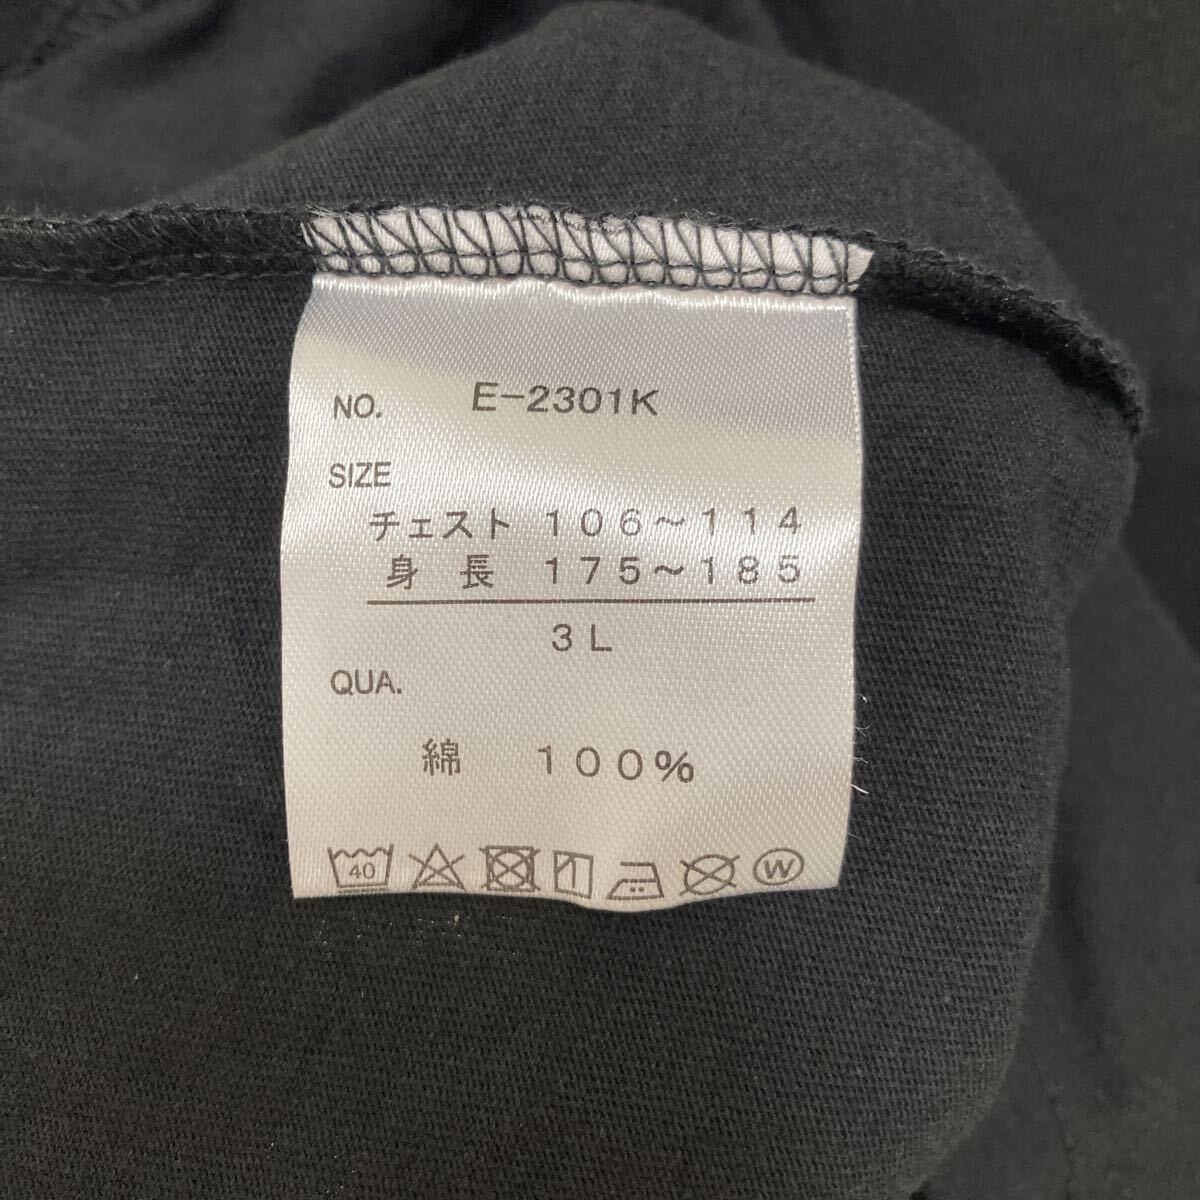 NO. E-2301K
SIZE
チェスト 106～114
身 長 175～185
3L
QUA.
綿 100%
40 W